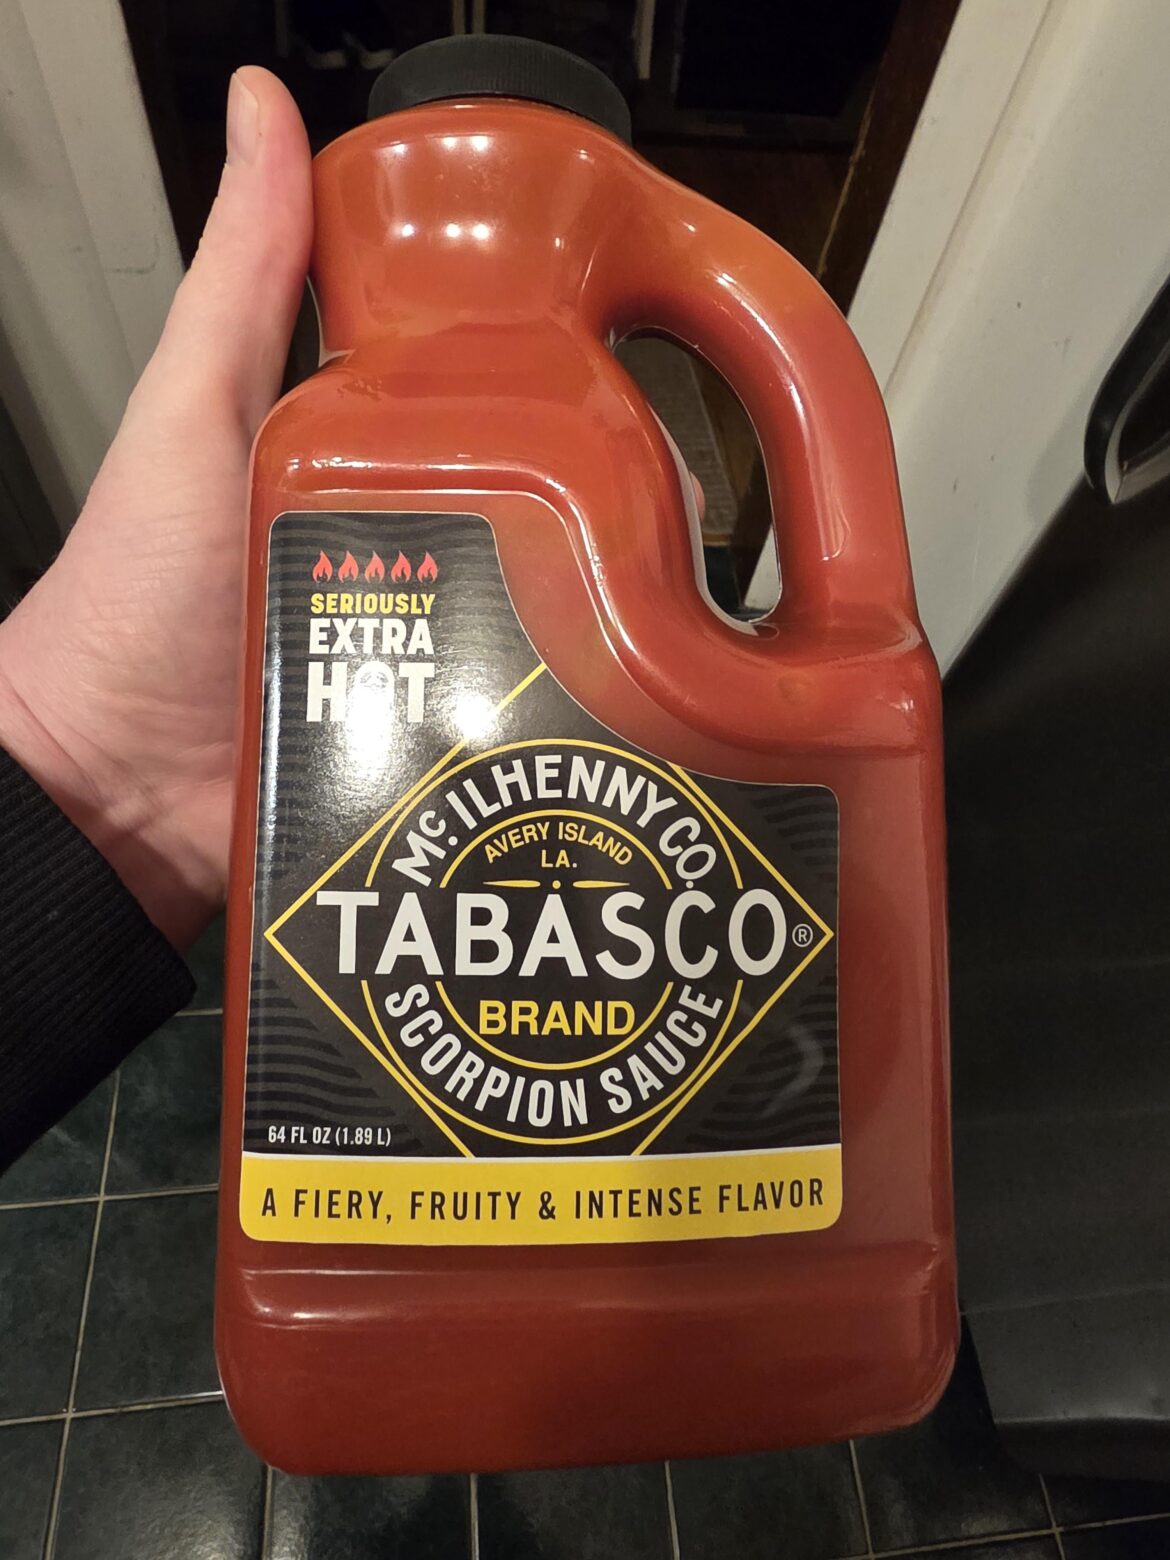 SERIOUSLY
EXTRA
HOT
McILHENNY CO.
AVERY ISLAND
LA.
TABASCO®
BRAND
SCORPION SAUCE
64 FL OZ (1.89 L)
A FIERY, FRUITY & INTENSE FLAVOR